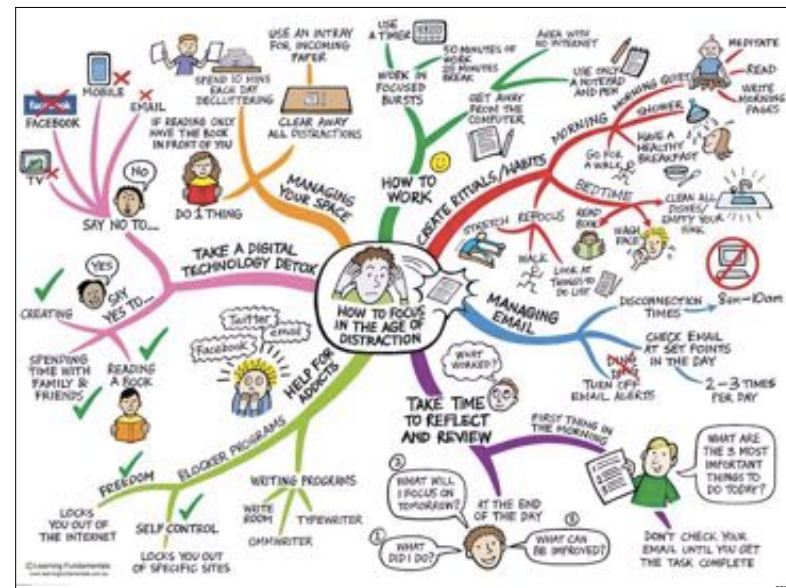 HOW TO FOCUS
IN THE AGE OF
DISTRACTION
MANAGING
YOUR SPACE
USE AN INTRAY
FOR INCOMING
PAPER
SPEND 10 MINS
EACH DAY
DECLUTTERING
CLEAR AWAY
ALL DISTRACTIONS
IF READING ONLY
HAVE THE BOOK
IN FRONT OF YOU
DO 1 THING
HOW TO
WORK
WORK IN
FOCUSED
BURSTS
USE
A TIMER
50 MINUTES OF
WORK
MINUTES
BREAK
GET AWAY
FROM THE
COMPUTER
AREA WITH
NO INTERNET
USE ONLY
A NOTEPAD
AND PEN
CREATE RITUALS/HABITS
MORNING
MORNING QUIET
MEDITATE
READ
WRITE
MORNING
PAGES
SHOWER
HAVE A
HEALTHY
BREAKFAST
GO FOR
A WALK
BEDTIME
CLEAN ALL
DISHES/
EMPTY YOUR
SINK
READ
BOOK
WASH
FACE
REFOCUS
STRETCH
WALK
LOOK AT
THINGS TO
DO LIST
MANAGING
EMAIL
DISCONNECTION
TIMES
8am-10am
CHECK EMAIL
AT SET POINTS
IN THE DAY
2-3 TIMES
PER DAY
DING
DING
TURN OFF
EMAIL ALERTS
TAKE TIME
TO REFLECT
AND REVIEW
WHAT
WORKED?
FIRST THING IN
THE MORNING
WHAT ARE
THE 3 MOST
IMPORTANT
THINGS TO
DO TODAY?
DON'T CHECK YOUR
EMAIL UNTIL YOU GET
THE TASK COMPLETE
AT THE END
OF THE DAY
1
WHAT
DID I DO?
2
WHAT WILL
I FOCUS ON
TOMORROW?
3
WHAT CAN
BE IMPROVED?
HELP FOR
ADDICTS
Twitter
email
Facebook
BLOCKER PROGRAMS
FREEDOM
LOCKS
YOU OUT OF
THE INTERNET
SELF CONTROL
LOCKS YOU OUT
OF SPECIFIC SITES
WRITING PROGRAMS
WRITE
ROOM
OMMWRITER
TYPEWRITER
TAKE A DIGITAL
TECHNOLOGY DETOX
SAY NO TO...
NO
TV
facebook
FACEBOOK
MOBILE
EMAIL
SAY
YES TO...
YES
CREATING
SPENDING
TIME WITH
FAMILY &
FRIENDS
READING
A BOOK
© Learning Fundamentals
www.learningfundamentals.com.au